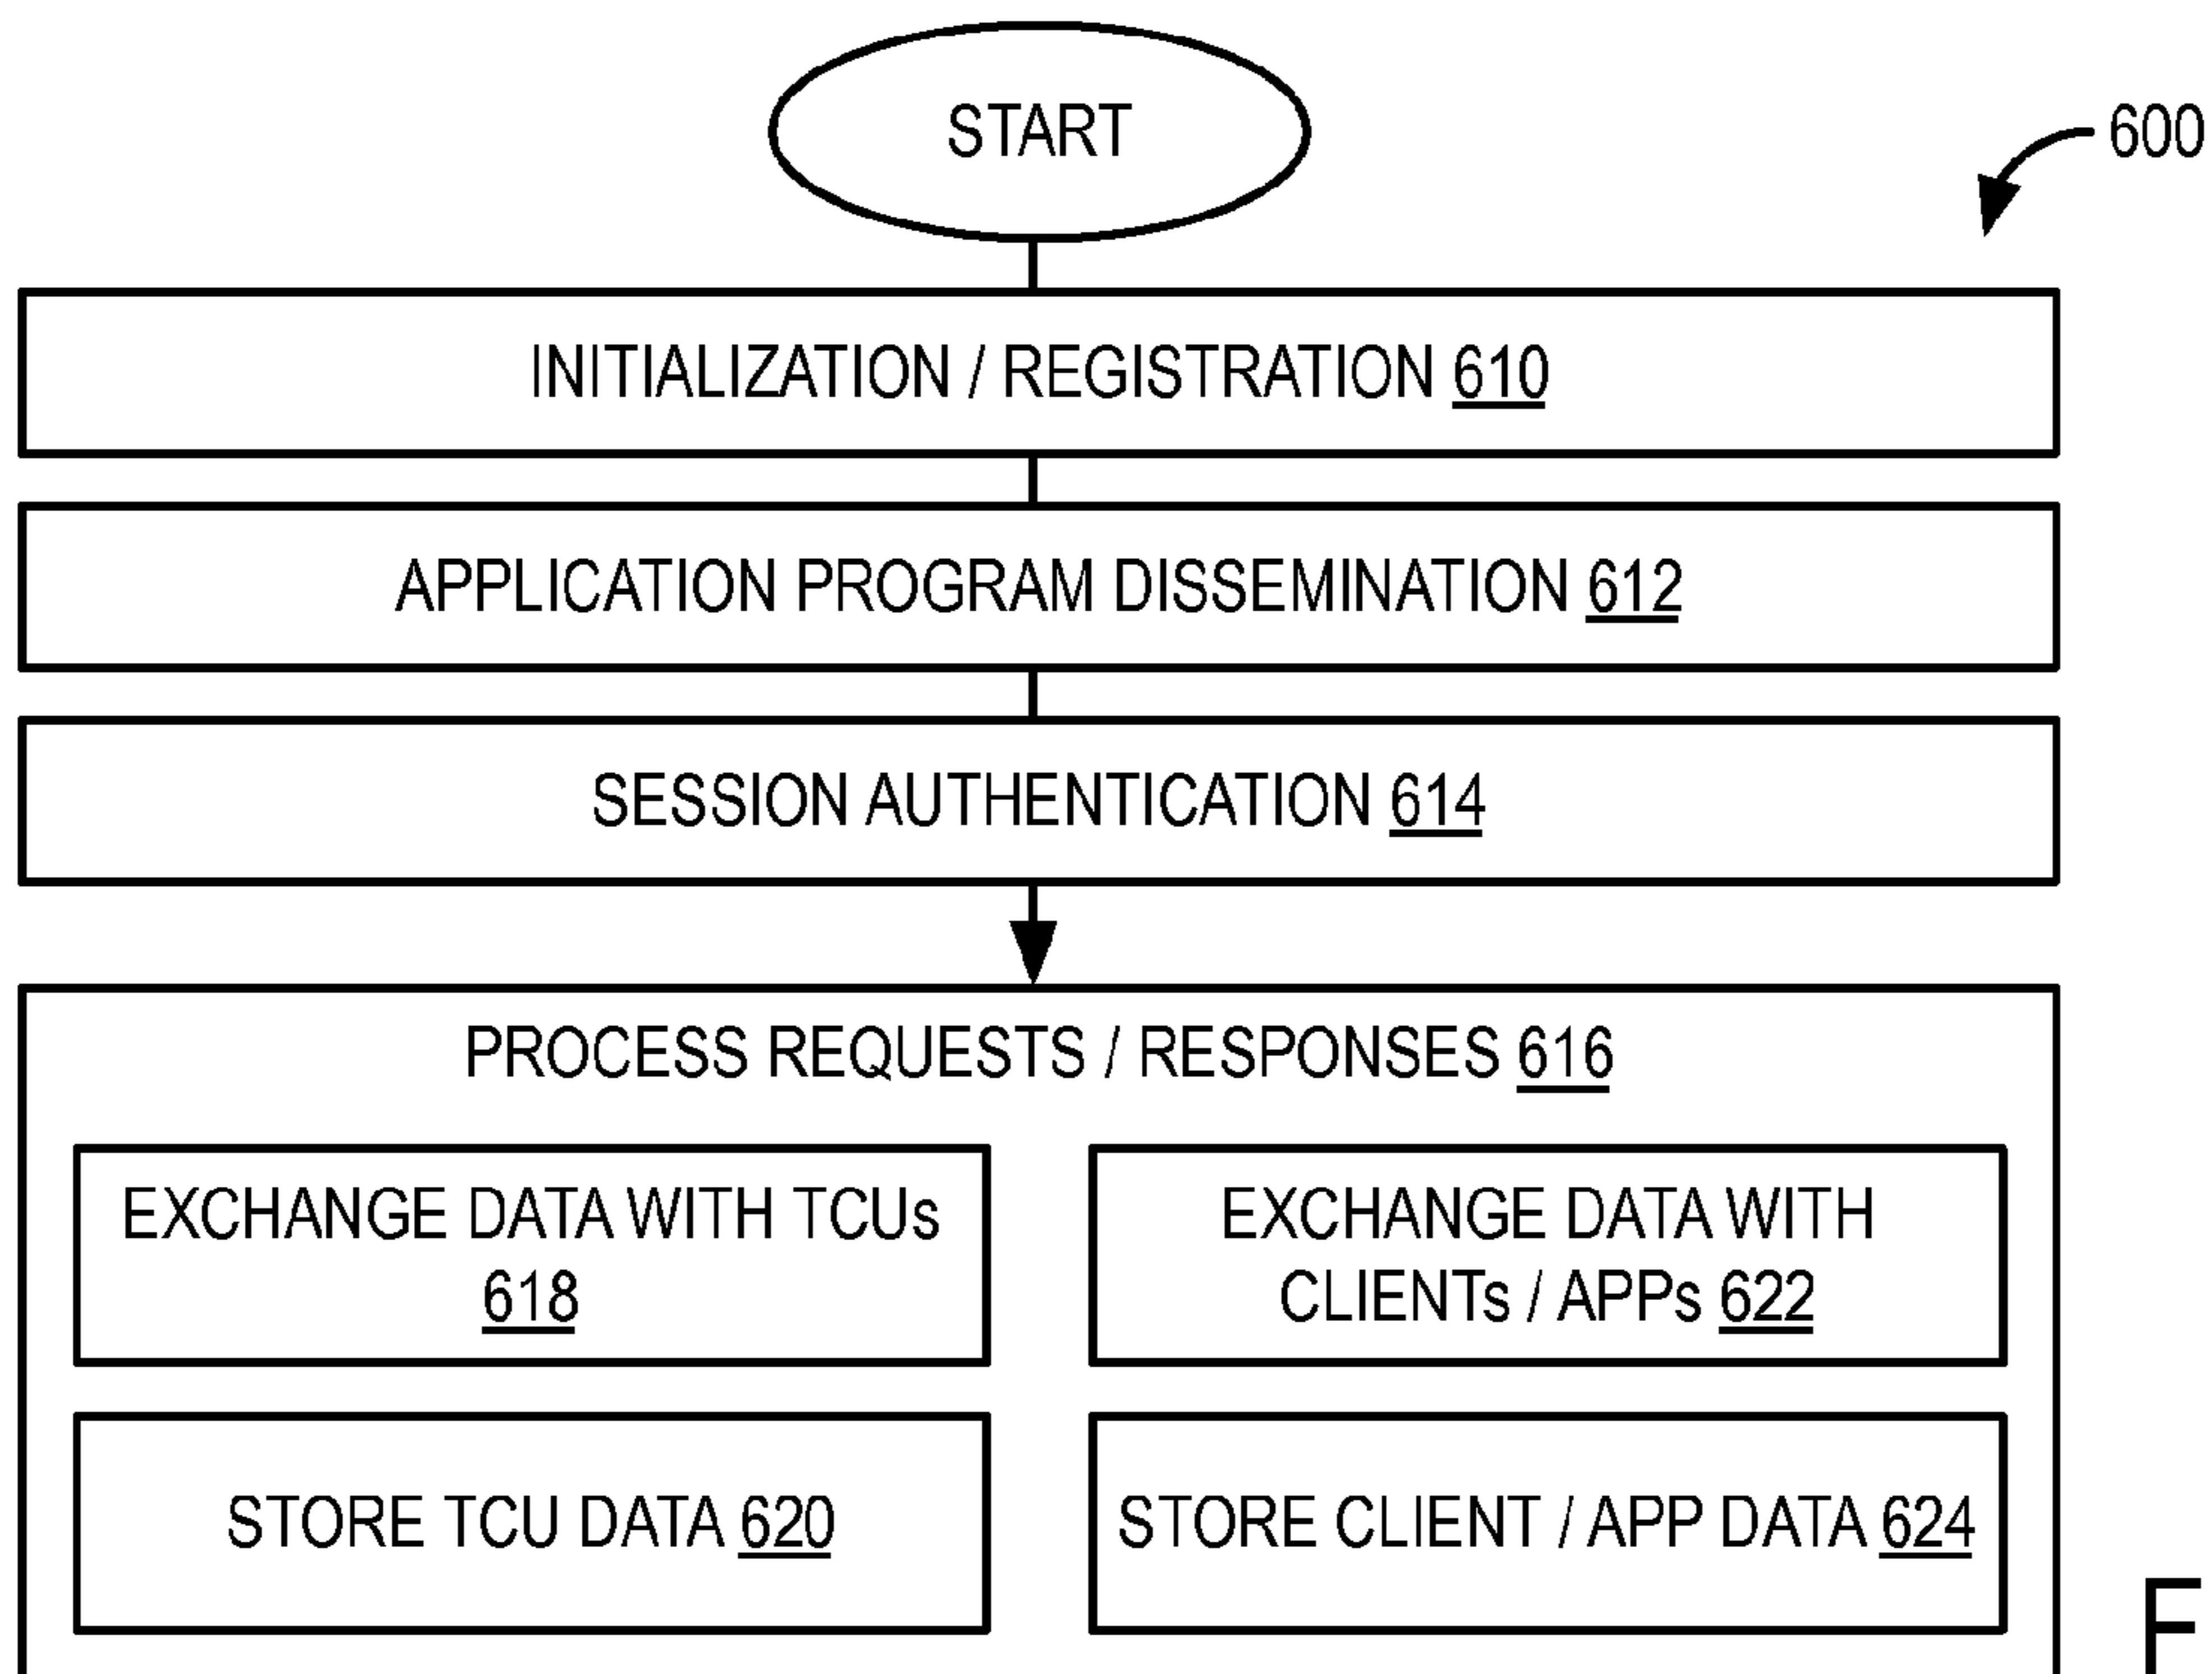 START
600
INITIALIZATION / REGISTRATION 610
APPLICATION PROGRAM DISSEMINATION 612
SESSION AUTHENTICATION 614
PROCESS REQUESTS / RESPONSES 616
EXCHANGE DATA WITH TCUs
618
EXCHANGE DATA WITH
CLIENTs / APPs 622
STORE TCU DATA 620
STORE CLIENT / APP DATA 624
F